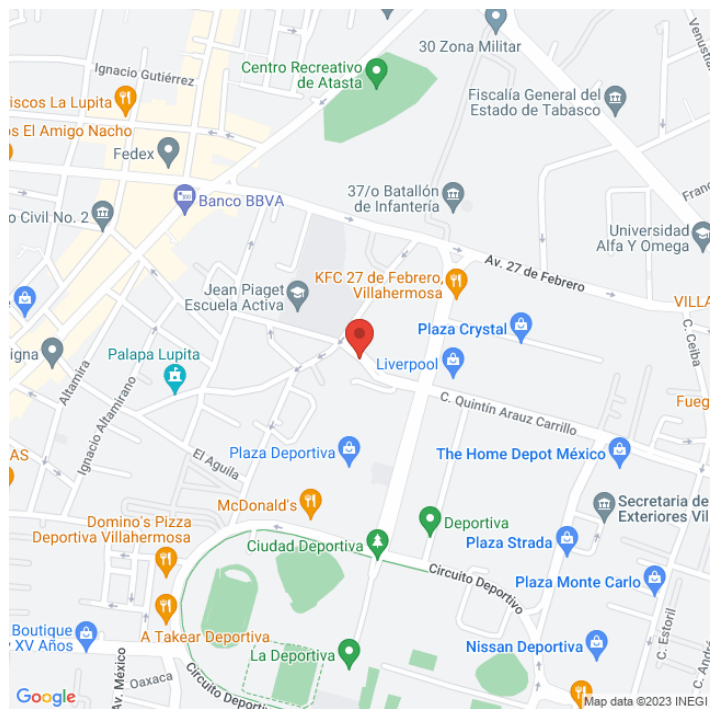 30 Zona Militar
Centro Recreativo
de Atasta
Ignacio Gutiérrez
Fiscalía General del
Estado de Tabasco
iscos La Lupita
os El Amigo Nacho
Fedex
37/o Batallón
de Infantería
Banco BBVA
o Civil No. 2
Universidad
Alfa Y Omega
Av. 27 de Febrero
Jean Piaget
Escuela Activa
KFC 27 de Febrero,
Villahermosa
VILLA
Plaza Crystal
C. Ceiba
igna
Palapa Lupita
Liverpool
Altamira
Ignacio Altamirano
C. Quintín Arauz Carrillo
Fueg
AS
El Aguila
Plaza Deportiva
The Home Depot México
McDonald's
Secretaria de
Exteriores Vil
Domino's Pizza
Deportiva Villahermosa
Deportiva
Ciudad Deportiva
Plaza Strada
Circuito Deportivo
Plaza Monte Carlo
Boutique
y XV Años
A Takear Deportiva
La Deportiva
Nissan Deportiva
C. Estoril
C. André
Av. México
Oaxaca
Circuito Deportivo
Google
Map data ©2023 INEGI